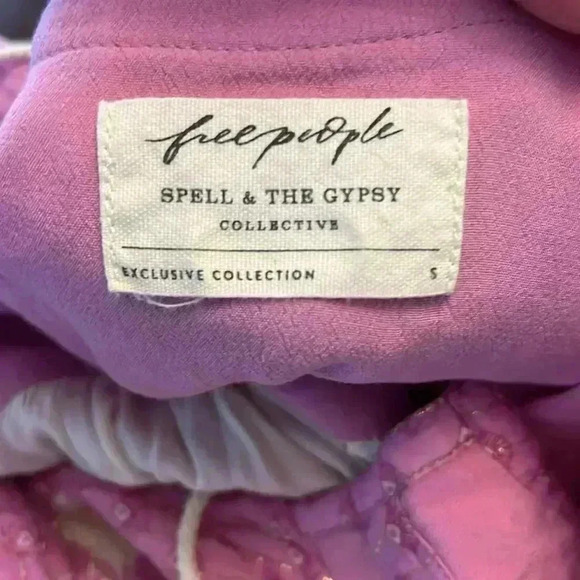 free people
SPELL & THE GYPSY
COLLECTIVE
EXCLUSIVE COLLECTION S